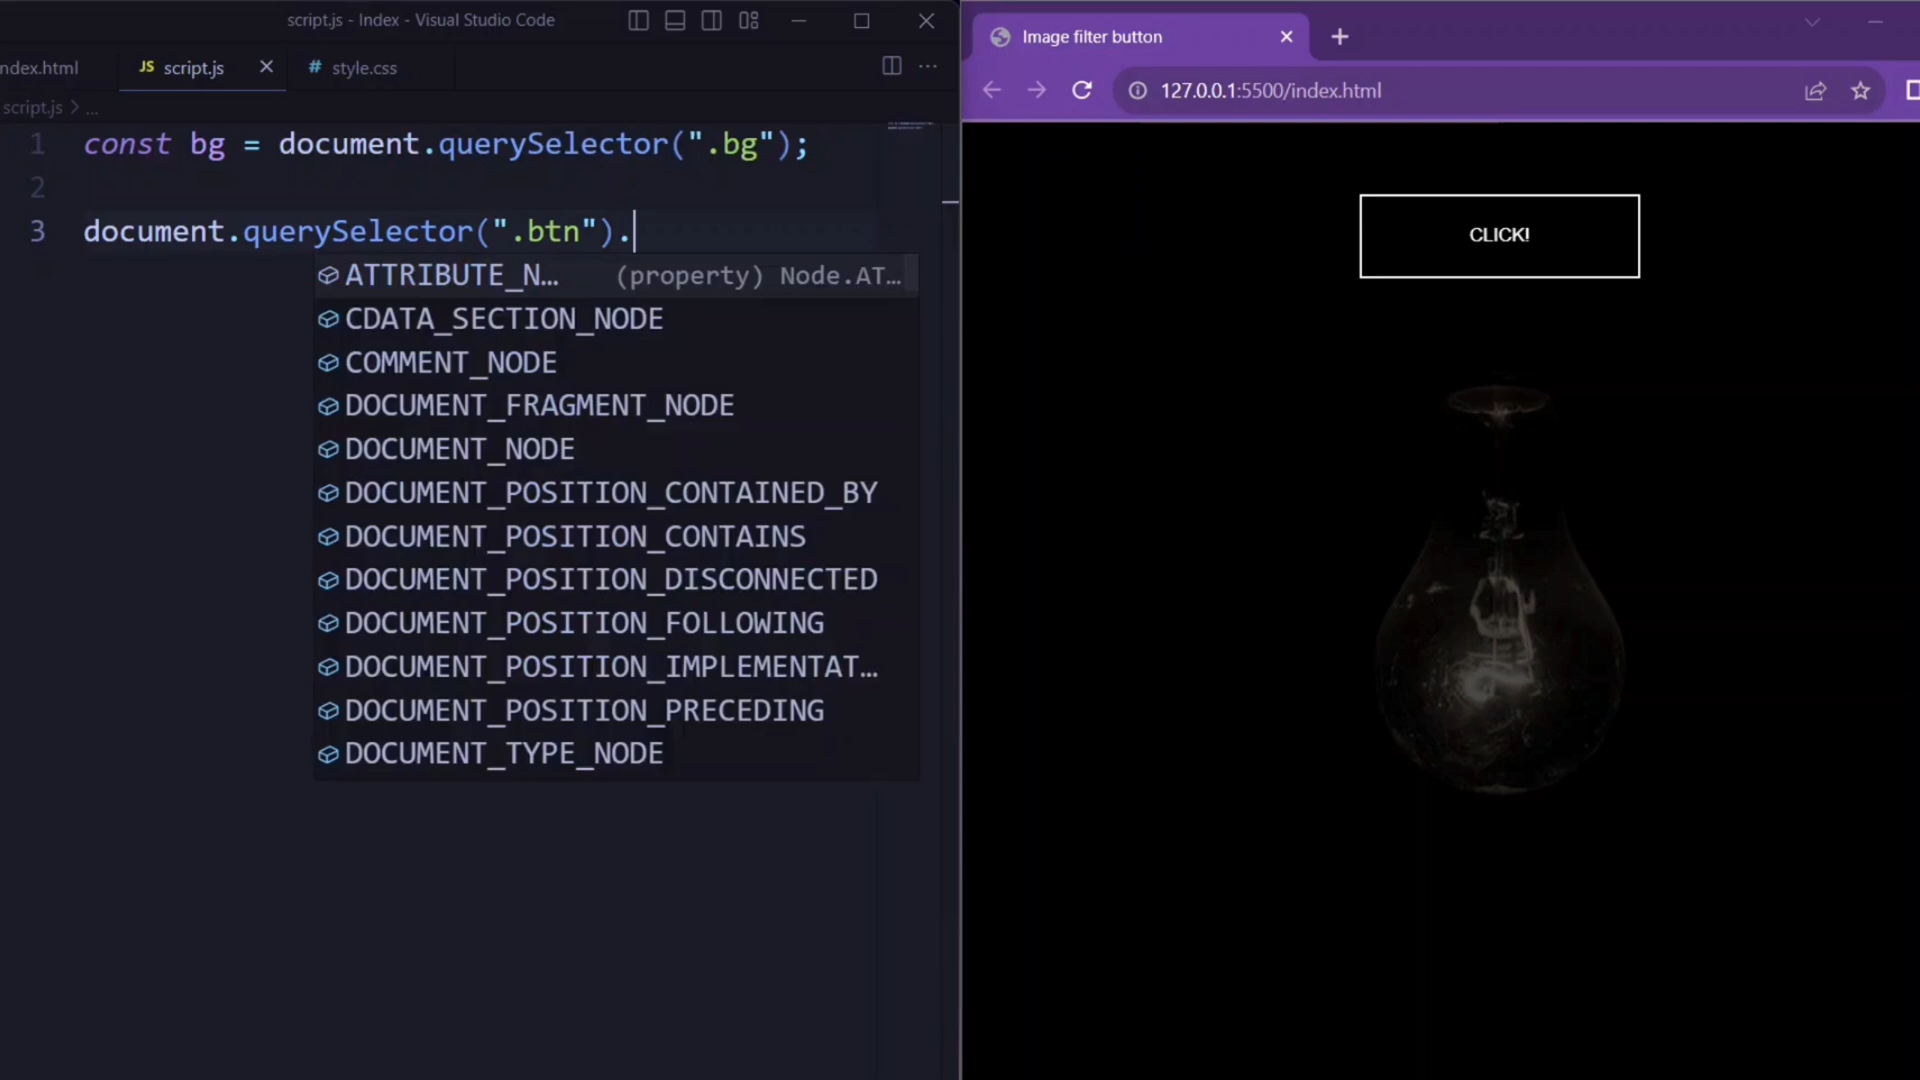 script.js - Index - Visual Studio Code
ndex.html
JS script.js
# style.css
script.js > ...
1 const bg = document.querySelector(".bg");
2
3 document.querySelector(".btn").
ATTRIBUTE_N... (property) Node.AT...
CDATA_SECTION_NODE
COMMENT_NODE
DOCUMENT_FRAGMENT_NODE
DOCUMENT_NODE
DOCUMENT_POSITION_CONTAINED_BY
DOCUMENT_POSITION_CONTAINS
DOCUMENT_POSITION_DISCONNECTED
DOCUMENT_POSITION_FOLLOWING
DOCUMENT_POSITION_IMPLEMENTAT...
DOCUMENT_POSITION_PRECEDING
DOCUMENT_TYPE_NODE
Image filter button
127.0.0.1:5500/index.html
CLICK!